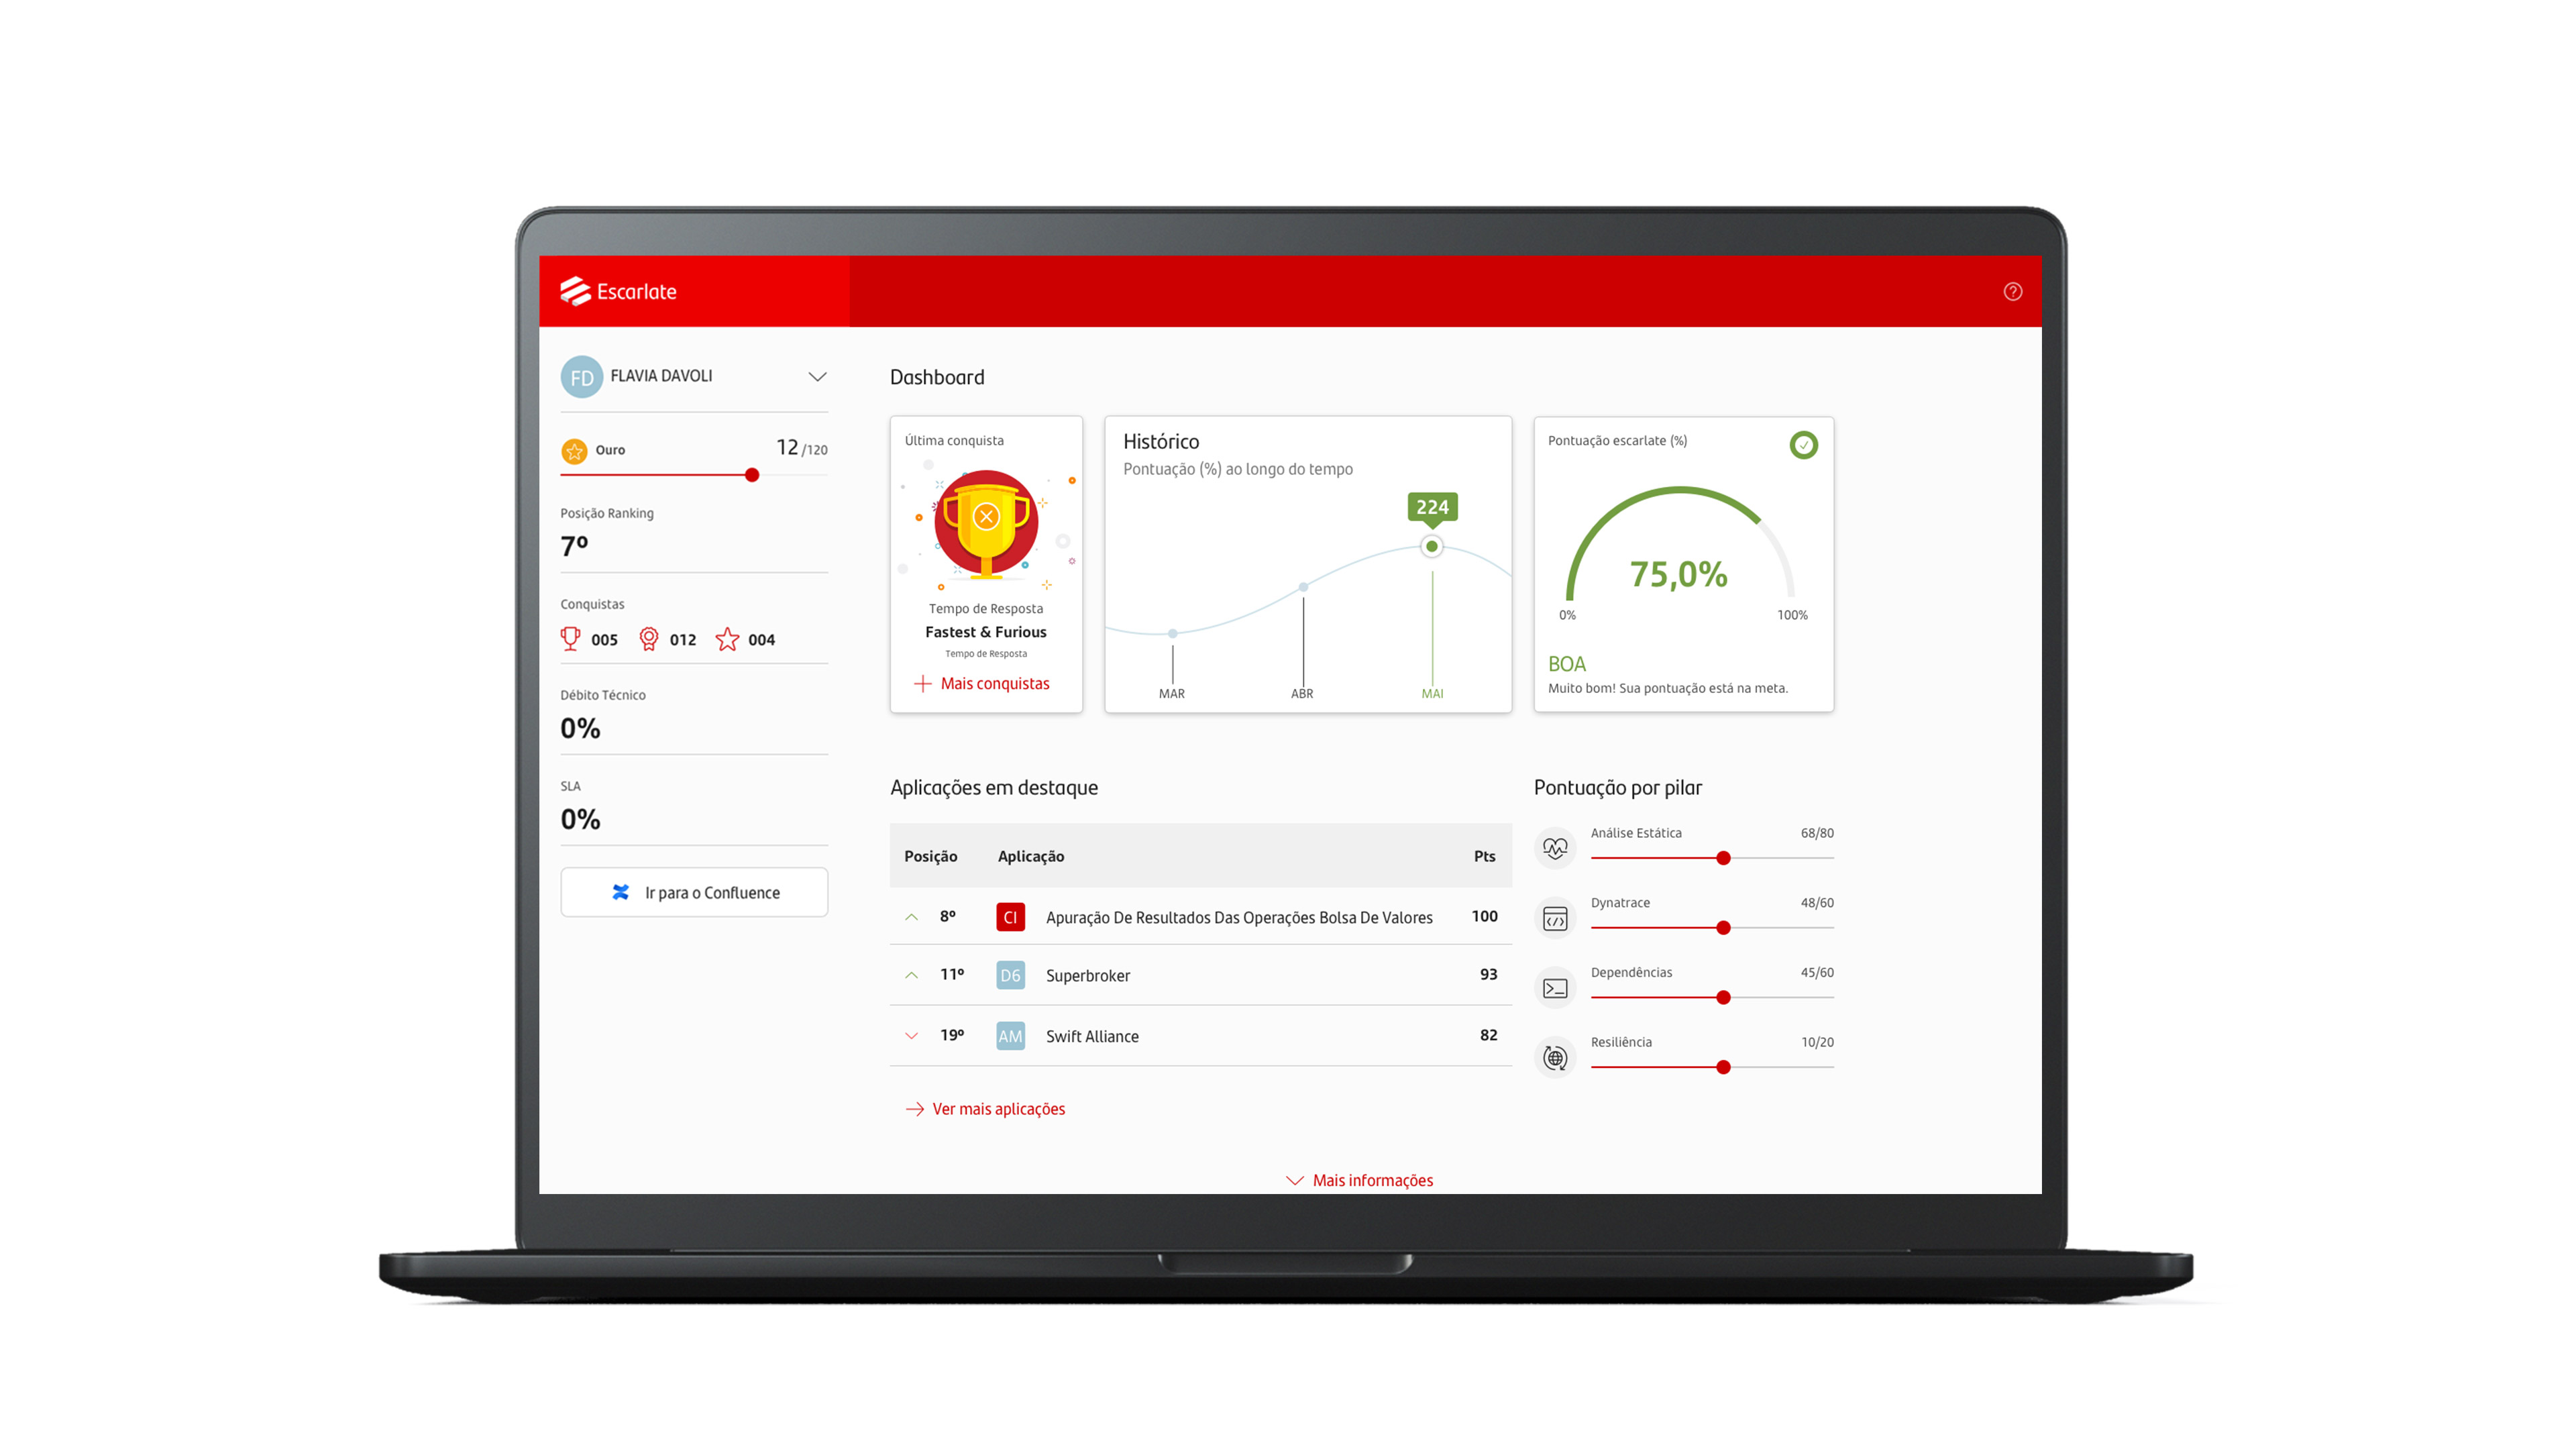 Escarlate
FD FLAVIA DAVOLI
Ouro 12/120
Posição Ranking
7º
Conquistas
005 012 004
Débito Técnico
0%
SLA
0%
Ir para o Confluence
Dashboard
Última conquista
Tempo de Resposta
Fastest & Furious
Tempo de Resposta
Mais conquistas
Histórico
Pontuação (%) ao longo do tempo
224
MAR ABR MAI
Pontuação escarlate (%)
75,0%
0% 100%
BOA
Muito bom! Sua pontuação está na meta.
Aplicações em destaque
Posição Aplicação Pts
8º CI Apuração De Resultados Das Operações Bolsa De Valores 100
11º D6 Superbroker 93
19º AM Swift Alliance 82
Ver mais aplicações
Pontuação por pilar
Análise Estática 68/80
Dynatrace 48/60
Dependências 45/60
Resiliência 10/20
Mais informações